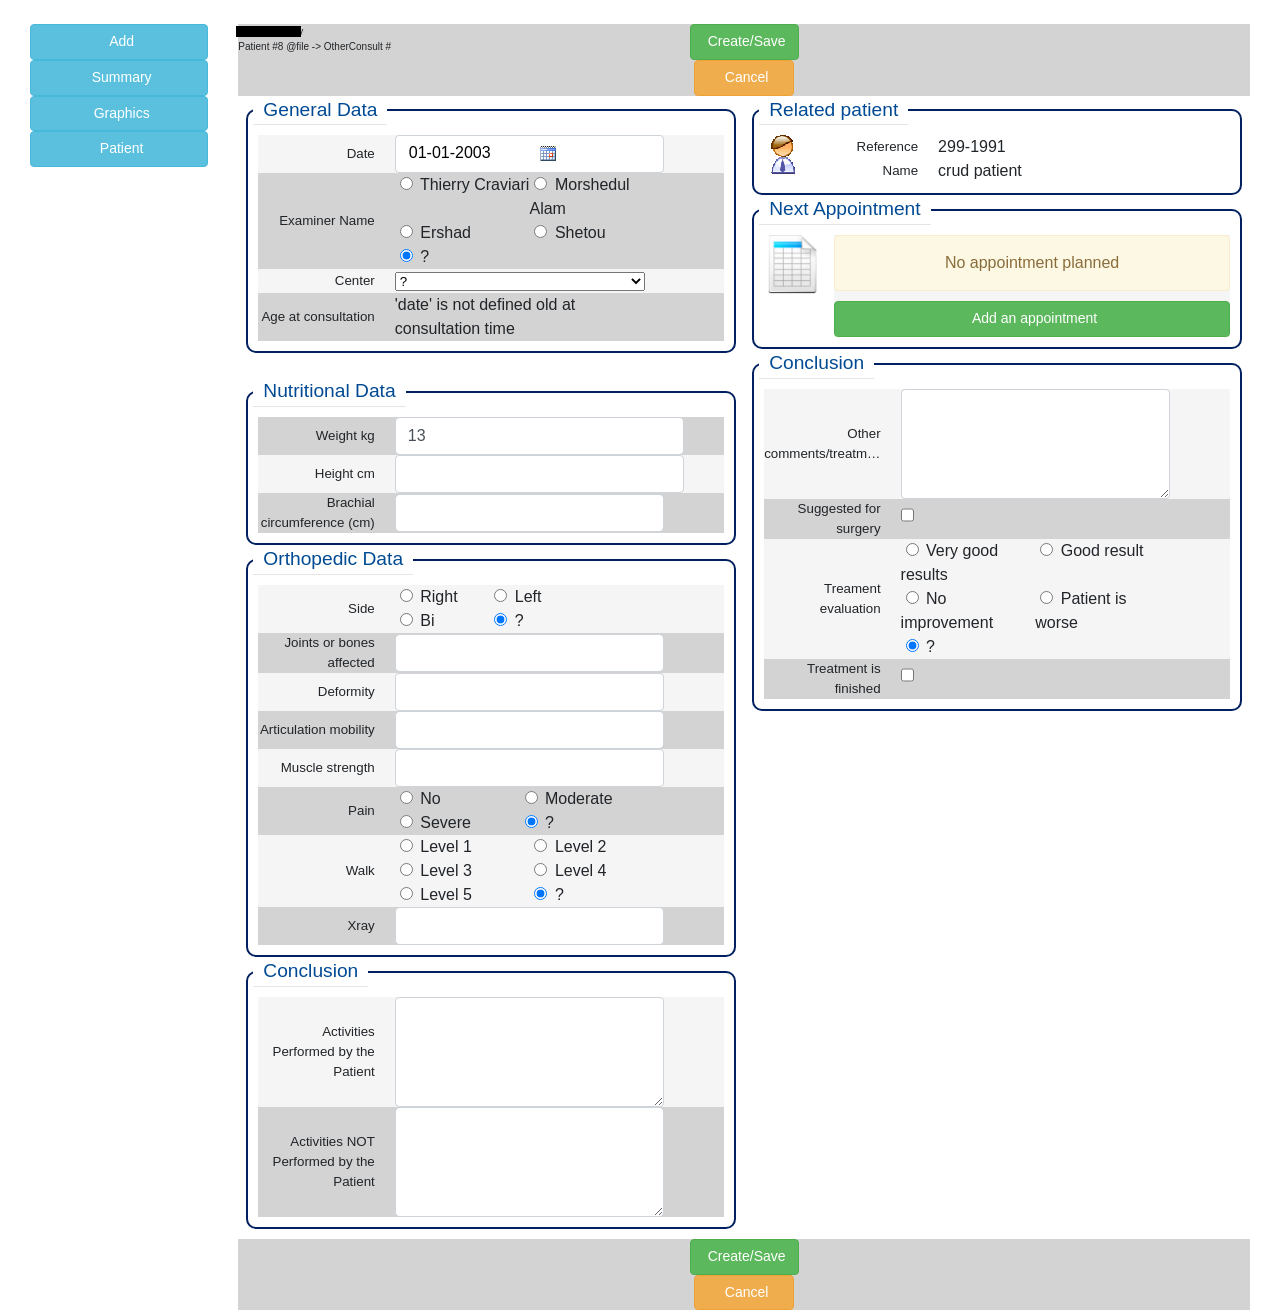 Add
Summary
Graphics
Patient
Patient #8 @file -> OtherConsult #
Create/Save
Cancel
General Data
Date 01-01-2003
Examiner Name
Thierry Craviari Morshedul
Alam
Ershad Shetou
?
Center ?
Age at consultation
'date' is not defined old at
consultation time
Nutritional Data
Weight kg 13
Height cm
Brachial
circumference (cm)
Orthopedic Data
Side
Right Left
Bi ?
Joints or bones
affected
Deformity
Articulation mobility
Muscle strength
Pain
No Moderate
Severe ?
Walk
Level 1 Level 2
Level 3 Level 4
Level 5 ?
Xray
Conclusion
Activities
Performed by the
Patient
Activities NOT
Performed by the
Patient
Related patient
Reference 299-1991
Name crud patient
Next Appointment
No appointment planned
Add an appointment
Conclusion
Other
comments/treatm…
Suggested for
surgery
Treament
evaluation
Very good Good result
results
No Patient is
improvement worse
?
Treatment is
finished
Create/Save
Cancel